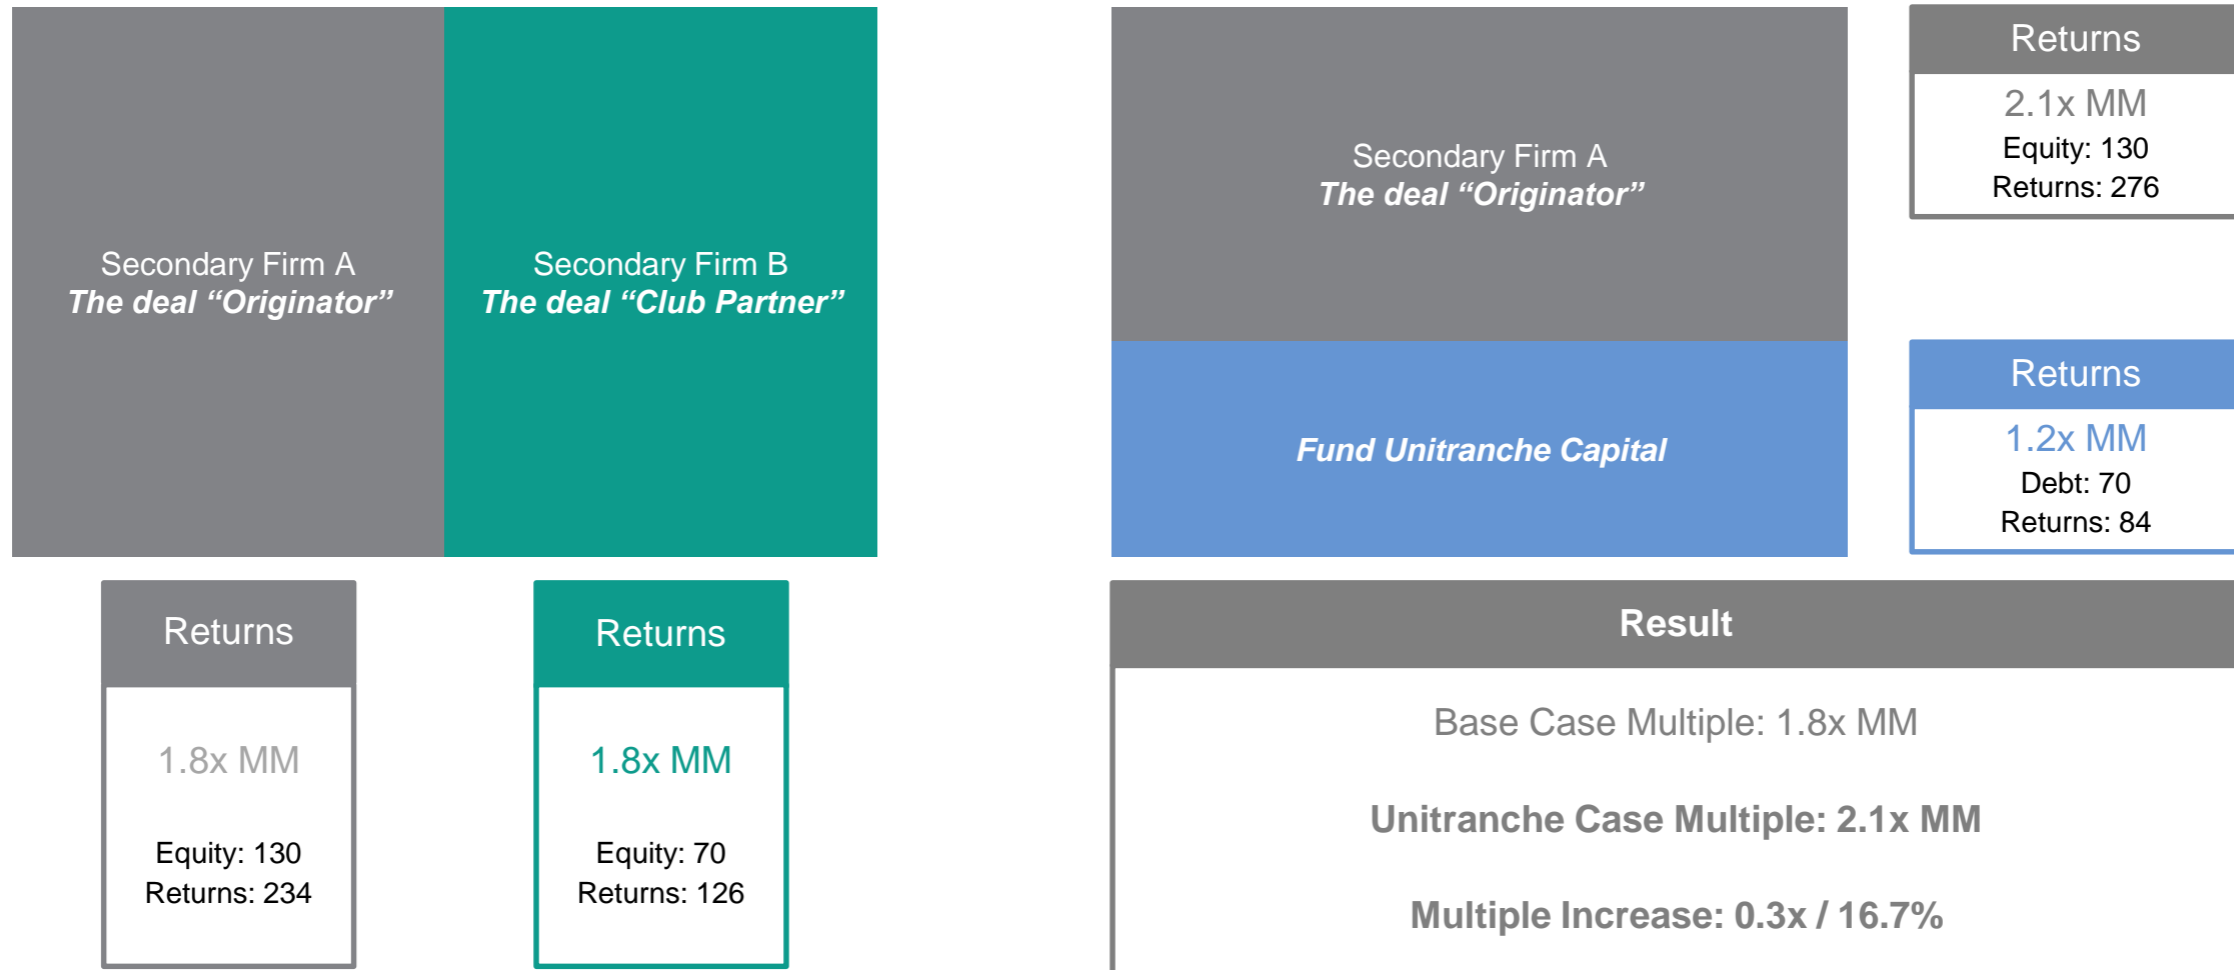 Secondary Firm A
The deal “Originator”
Secondary Firm B
The deal “Club Partner”
Returns
1.8x MM
Equity: 130
Returns: 234
Returns
1.8x MM
Equity: 70
Returns: 126
Secondary Firm A
The deal “Originator”
Fund Unitranche Capital
Returns
2.1x MM
Equity: 130
Returns: 276
Returns
1.2x MM
Debt: 70
Returns: 84
Result
Base Case Multiple: 1.8x MM
Unitranche Case Multiple: 2.1x MM
Multiple Increase: 0.3x / 16.7%